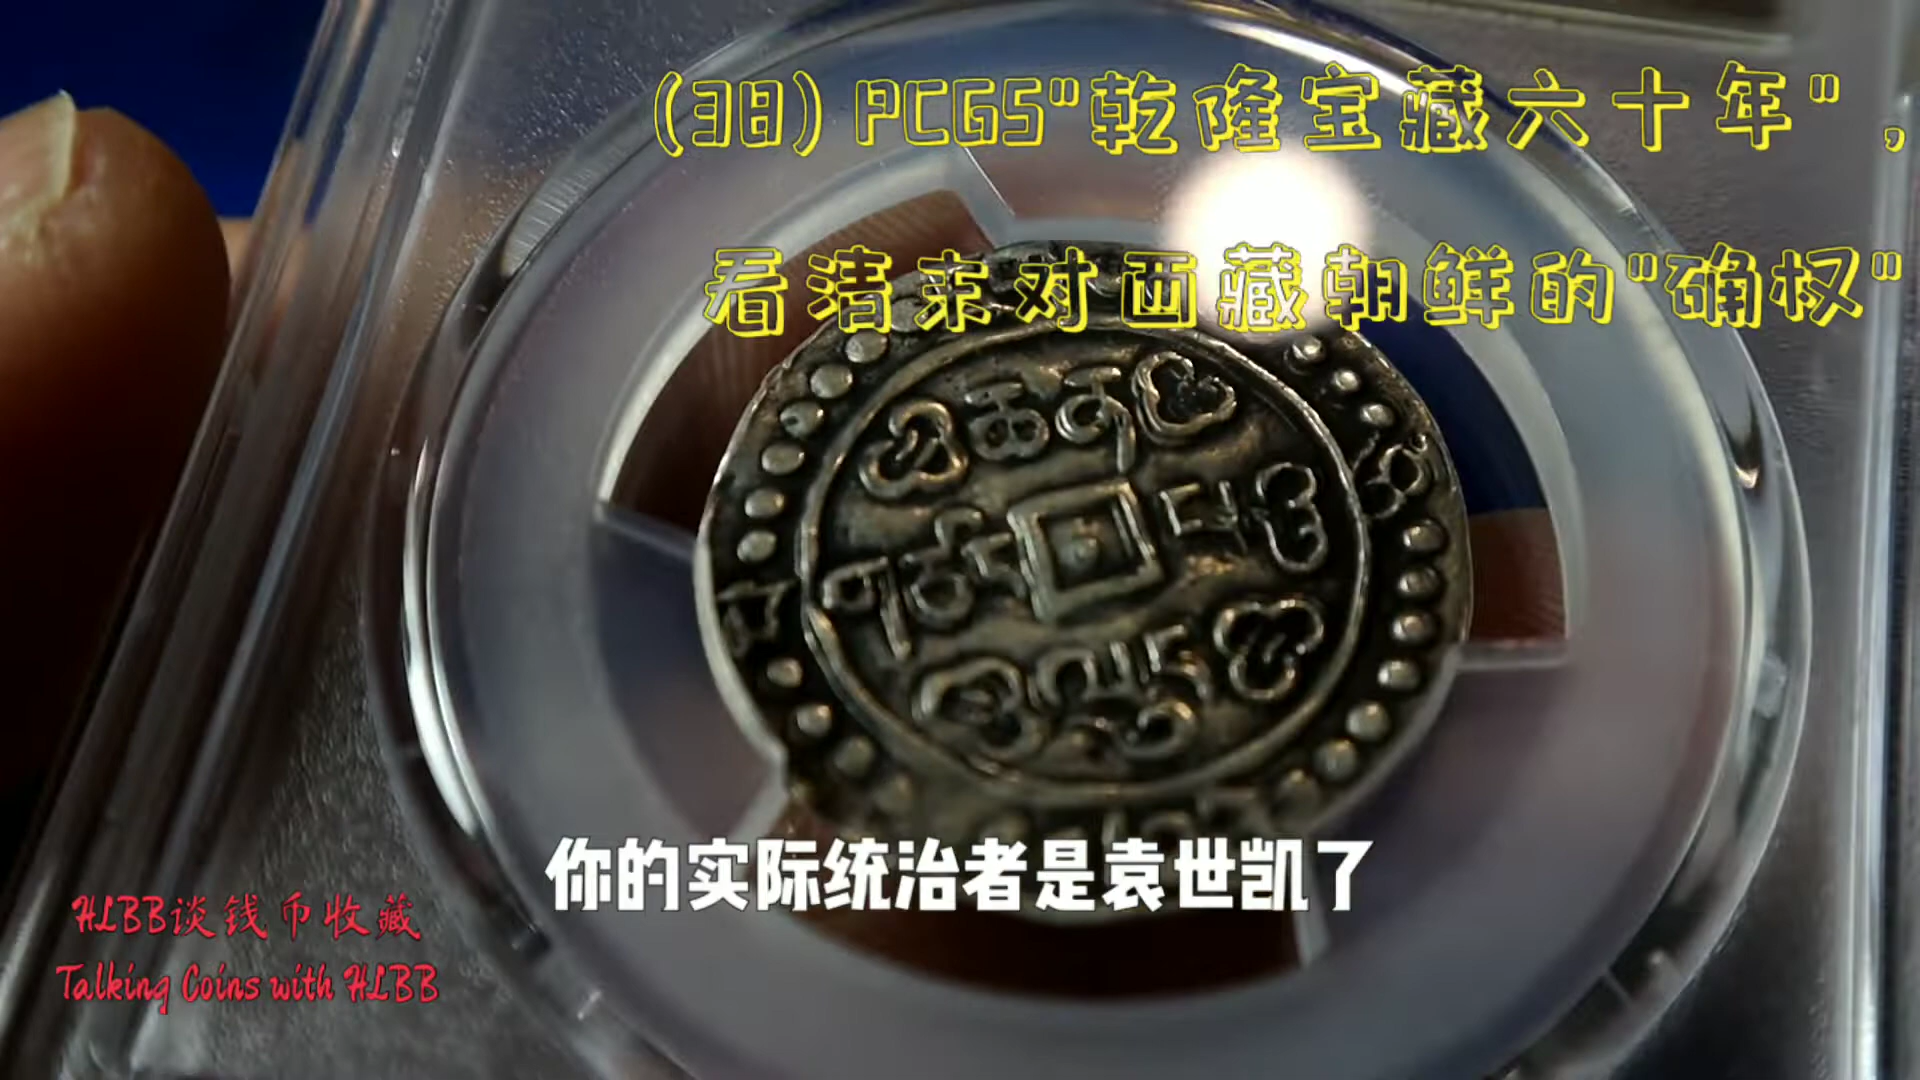 (38) PCGS"乾隆宝藏六十年",
看清末对西藏朝鲜的"确权"
你的实际统治者是袁世凯了
HLBB谈钱币收藏
Talking Coins with HLBB